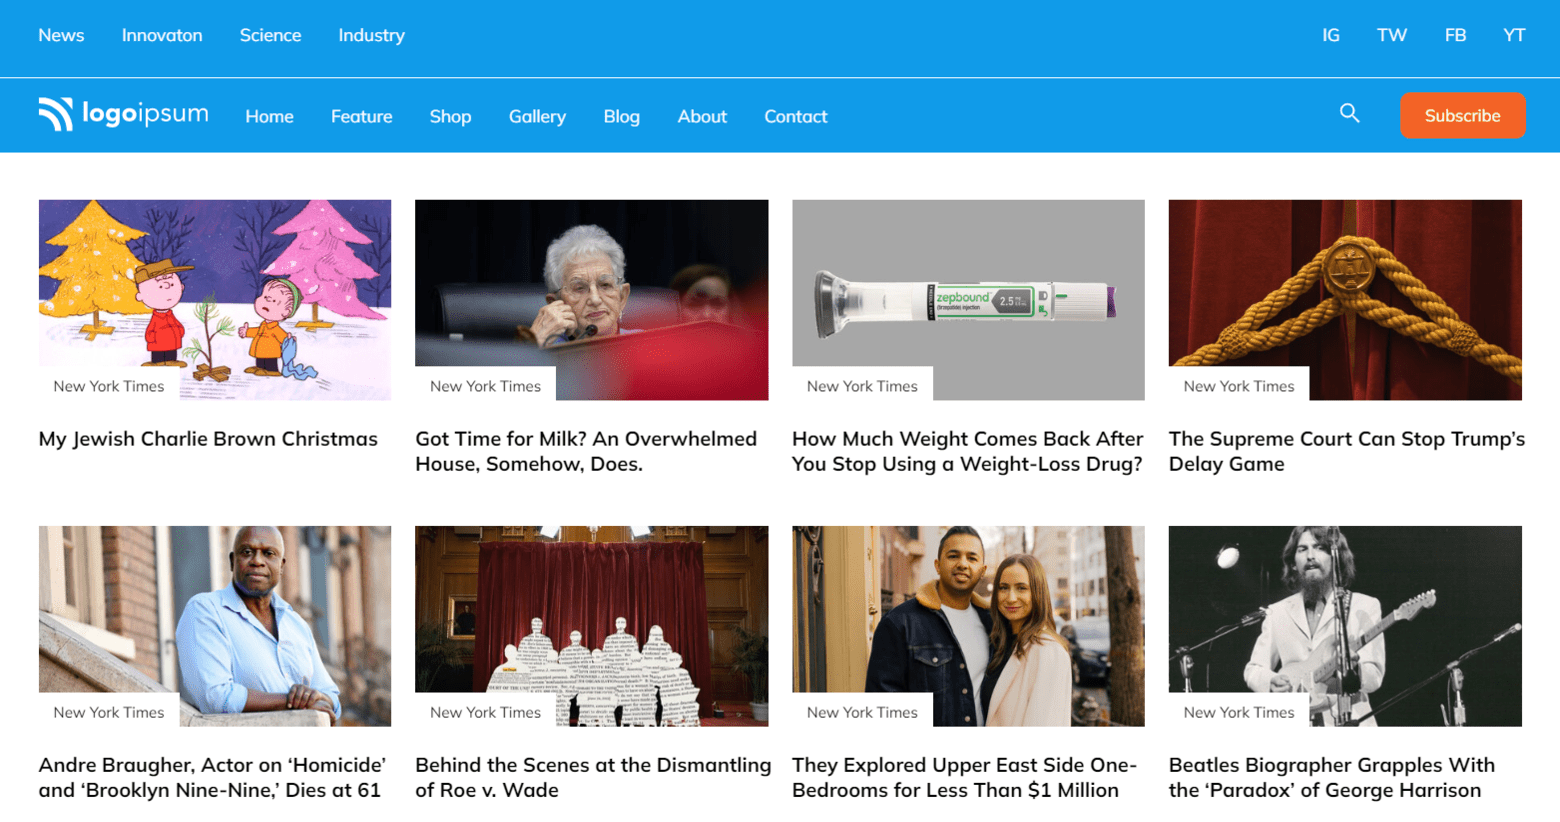 News Innovaton Science Industry IG TW FB YT
logoipsum Home Feature Shop Gallery Blog About Contact Subscribe
zepbound
(tirzepatide) injection
2.5
New York Times New York Times New York Times New York Times
My Jewish Charlie Brown Christmas
Got Time for Milk? An Overwhelmed
House, Somehow, Does.
How Much Weight Comes Back After
You Stop Using a Weight-Loss Drug?
The Supreme Court Can Stop Trump’s
Delay Game
New York Times New York Times New York Times New York Times
Andre Braugher, Actor on ‘Homicide’
and ‘Brooklyn Nine-Nine,’ Dies at 61
Behind the Scenes at the Dismantling
of Roe v. Wade
They Explored Upper East Side One-
Bedrooms for Less Than $1 Million
Beatles Biographer Grapples With
the ‘Paradox’ of George Harrison